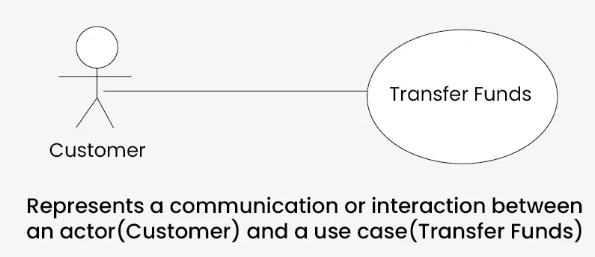 Transfer Funds
Customer
Represents a communication or interaction between
an actor(Customer) and a use case(Transfer Funds)